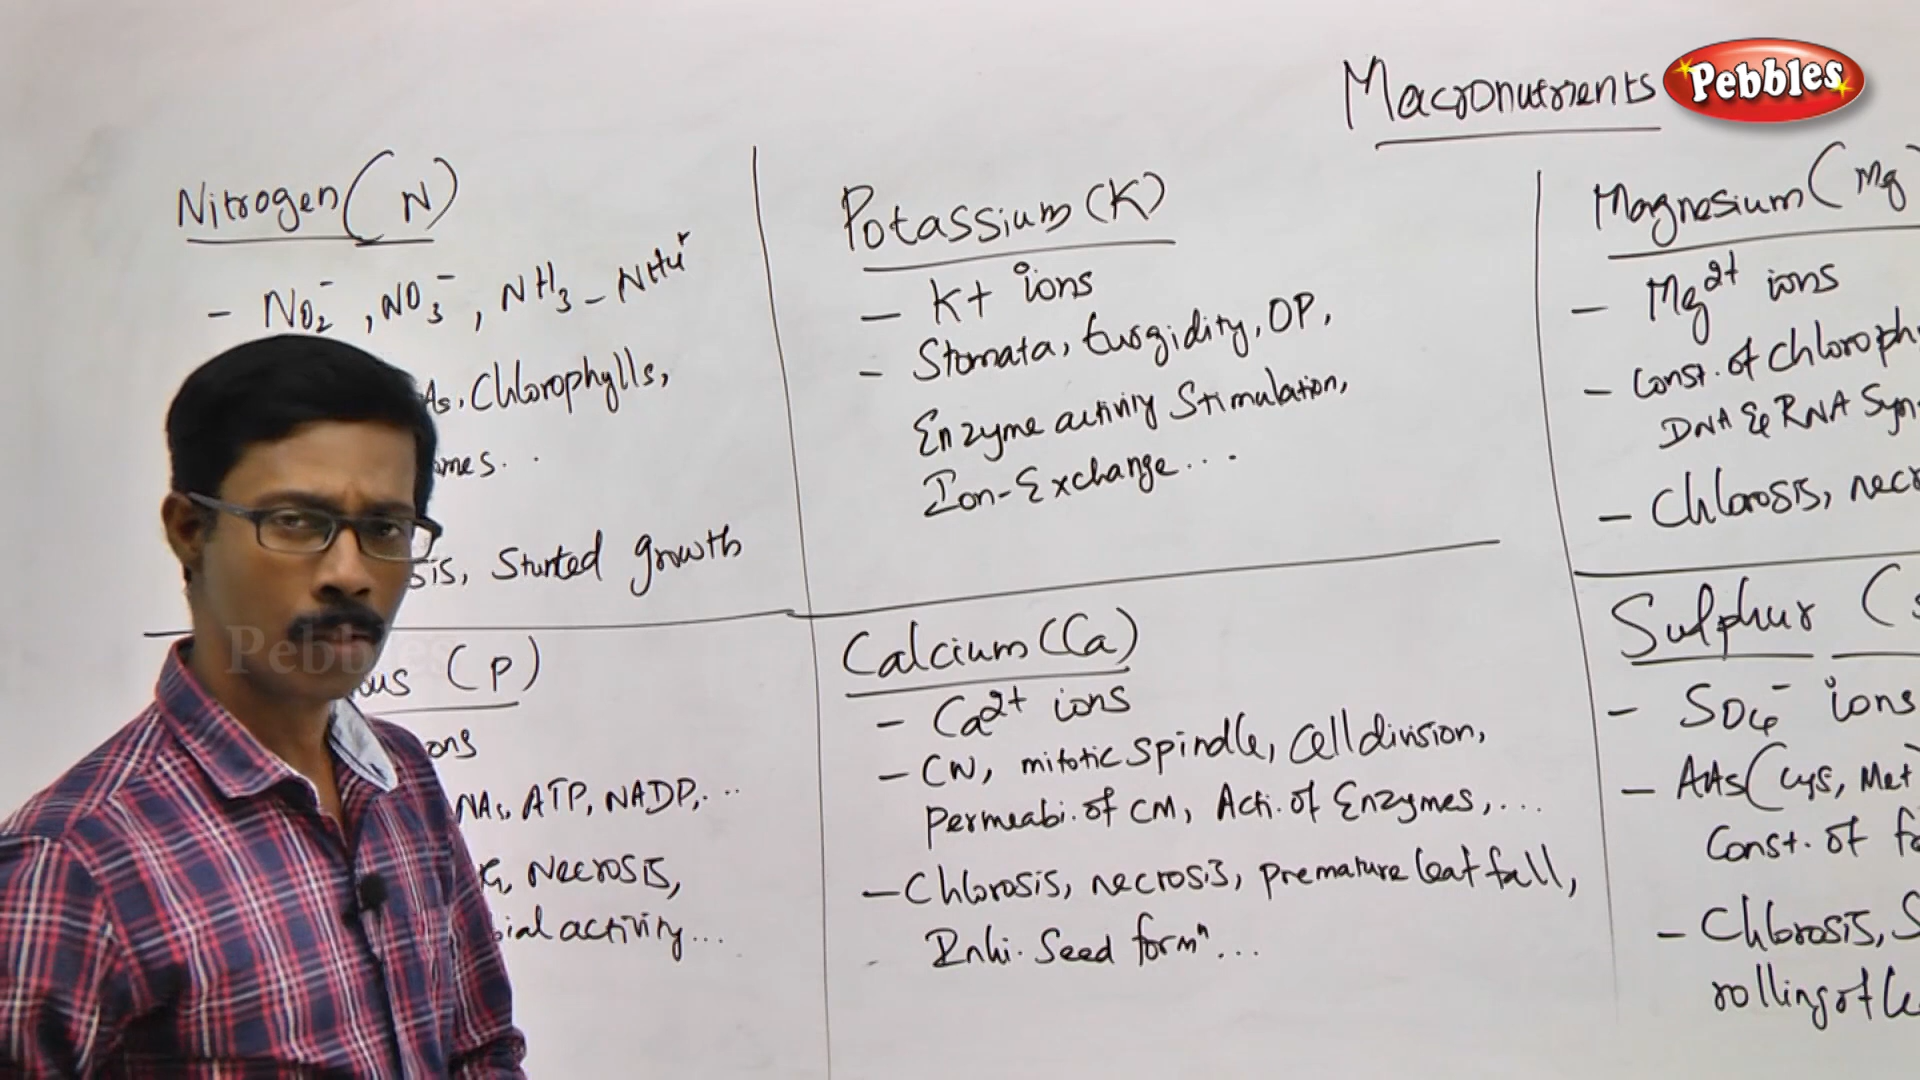 Macronutrients
Pebbles
Nitrogen (N)
- NO2-, NO3-, NH3 - NH4+
As, Chlorophylls,
mes..
sis, Stunted growth
ous (P)
ons
NAs, ATP, NADP,...
Necrosis,
ial activity...
Potassium (K)
- K+ ions
- Stomata, turgidity, OP,
Enzyme activity Stimulation,
Ion-Exchange...
Calcium (Ca)
- Ca2+ ions
- CW, mitotic spindle, Cell division,
Permeabi. of CM, Acti. of Enzymes,...
- Chlorosis, necrosis, premature leaf fall,
Inhi. Seed formn...
Magnesium (Mg)
- Mg2+ ions
- Const. of Chloroph
DNA & RNA Syn
- Chlorosis, necr
Sulphur (S
- SO4- ions
- AAs (Cys, Met
Const. of
- Chlorosis, S
rolling of le
Pebbles